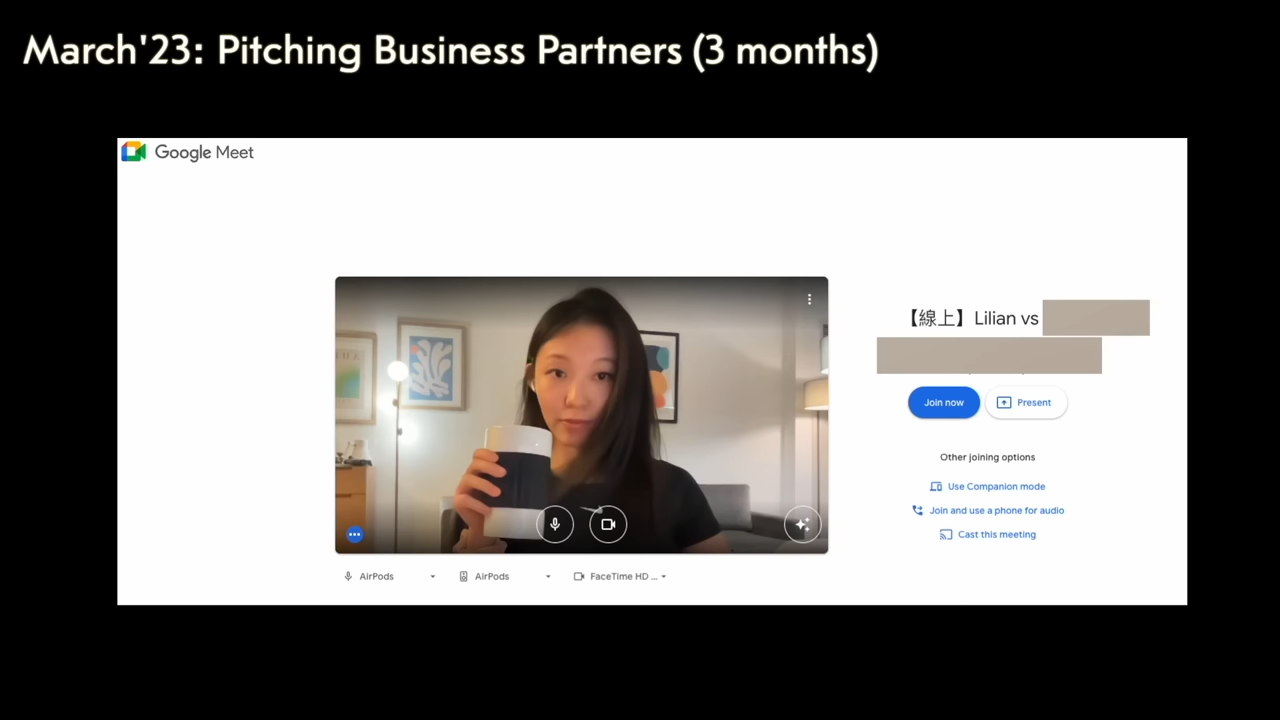 March'23: Pitching Business Partners (3 months)
Google Meet
【線上】Lilian vs
Join now
Present
Other joining options
Use Companion mode
Join and use a phone for audio
Cast this meeting
AirPods
AirPods
FaceTime HD ...